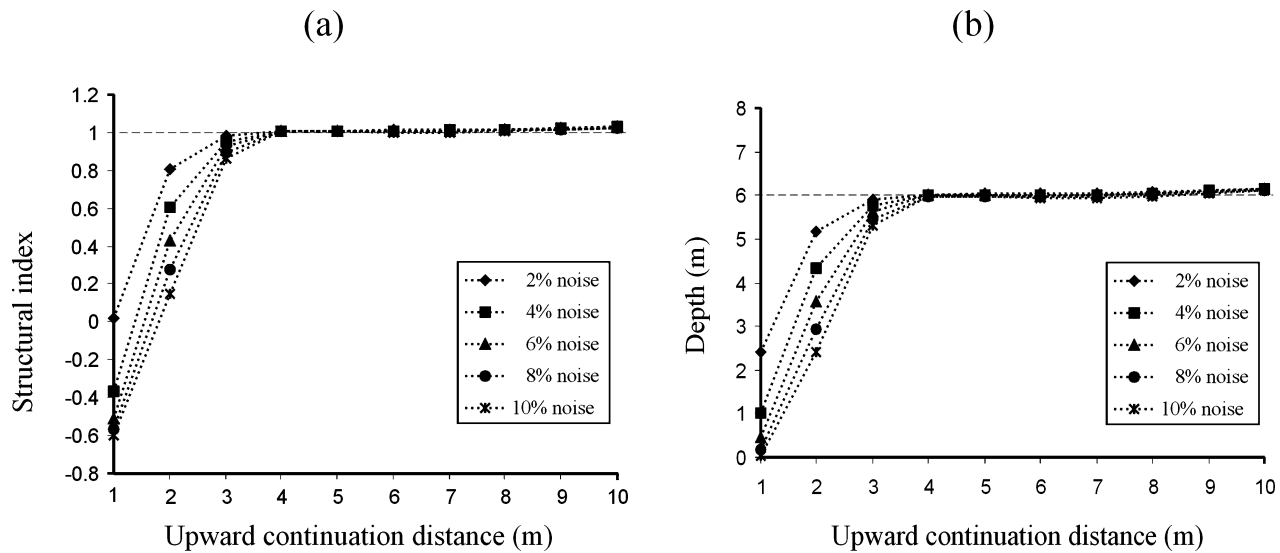 (a)
1.2
1
0.8
0.6
0.4
0.2
0
-0.2
-0.4
-0.6
-0.8
Structural index
2% noise
4% noise
6% noise
8% noise
10% noise
1 2 3 4 5 6 7 8 9 10
Upward continuation distance (m)
(b)
8
7
6
5
4
3
2
1
0
Depth (m)
2% noise
4% noise
6% noise
8% noise
10% noise
1 2 3 4 5 6 7 8 9 10
Upward continuation distance (m)